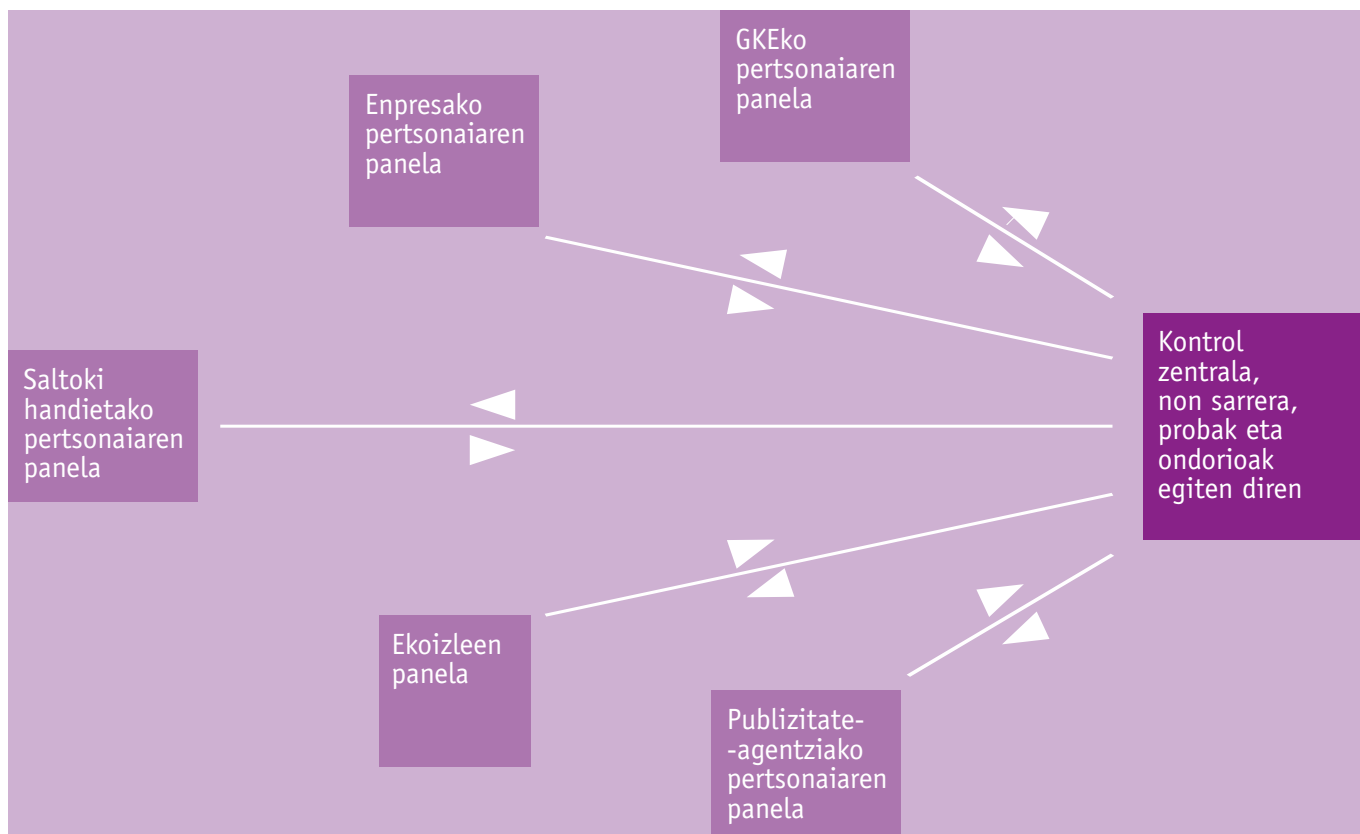 GKEko
pertsonaiaren
panela
Enpresako
pertsonaiaren
panela
Saltoki
handietako
pertsonaiaren
panela
Kontrol
zentrala,
non sarrera,
probak eta
ondorioak
egiten diren
Ekoizleen
panela
Publizitate-
-agentziako
pertsonaiaren
panela